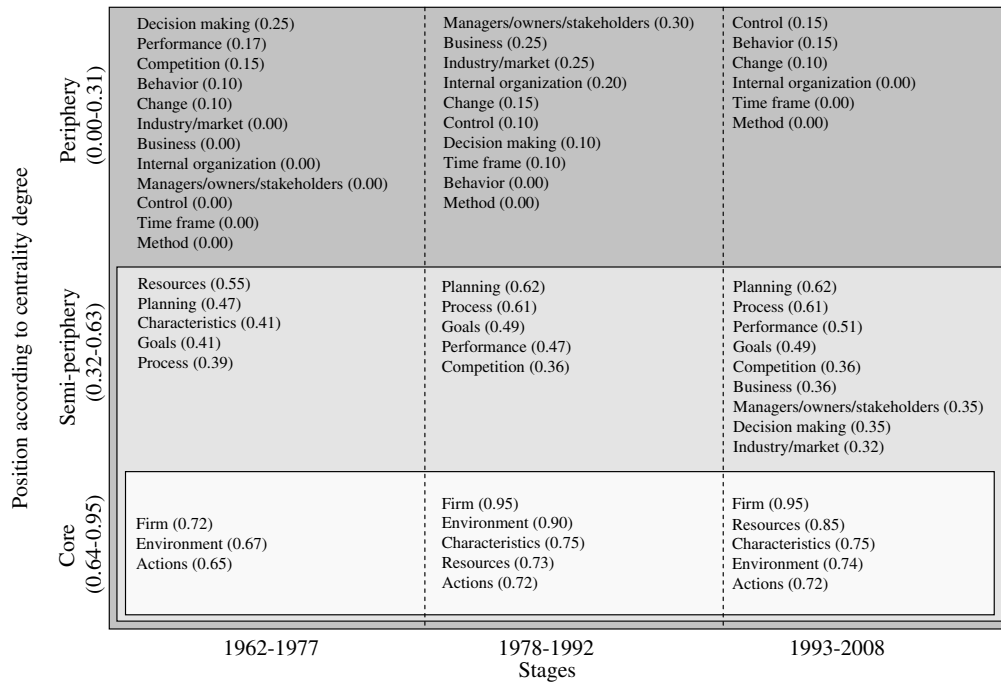 Position according to centrality degree
Periphery
(0.00-0.31)
Decision making (0.25)
Performance (0.17)
Competition (0.15)
Behavior (0.10)
Change (0.10)
Industry/market (0.00)
Business (0.00)
Internal organization (0.00)
Managers/owners/stakeholders (0.00)
Control (0.00)
Time frame (0.00)
Method (0.00)
Managers/owners/stakeholders (0.30)
Business (0.25)
Industry/market (0.25)
Internal organization (0.20)
Change (0.15)
Control (0.10)
Decision making (0.10)
Time frame (0.10)
Behavior (0.00)
Method (0.00)
Control (0.15)
Behavior (0.15)
Change (0.10)
Internal organization (0.00)
Time frame (0.00)
Method (0.00)
Semi-periphery
(0.32-0.63)
Resources (0.55)
Planning (0.47)
Characteristics (0.41)
Goals (0.41)
Process (0.39)
Planning (0.62)
Process (0.61)
Goals (0.49)
Performance (0.47)
Competition (0.36)
Planning (0.62)
Process (0.61)
Performance (0.51)
Goals (0.49)
Competition (0.36)
Business (0.36)
Managers/owners/stakeholders (0.35)
Decision making (0.35)
Industry/market (0.32)
Core
(0.64-0.95)
Firm (0.72)
Environment (0.67)
Actions (0.65)
Firm (0.95)
Environment (0.90)
Characteristics (0.75)
Resources (0.73)
Actions (0.72)
Firm (0.95)
Resources (0.85)
Characteristics (0.75)
Environment (0.74)
Actions (0.72)
1962-1977
1978-1992
1993-2008
Stages